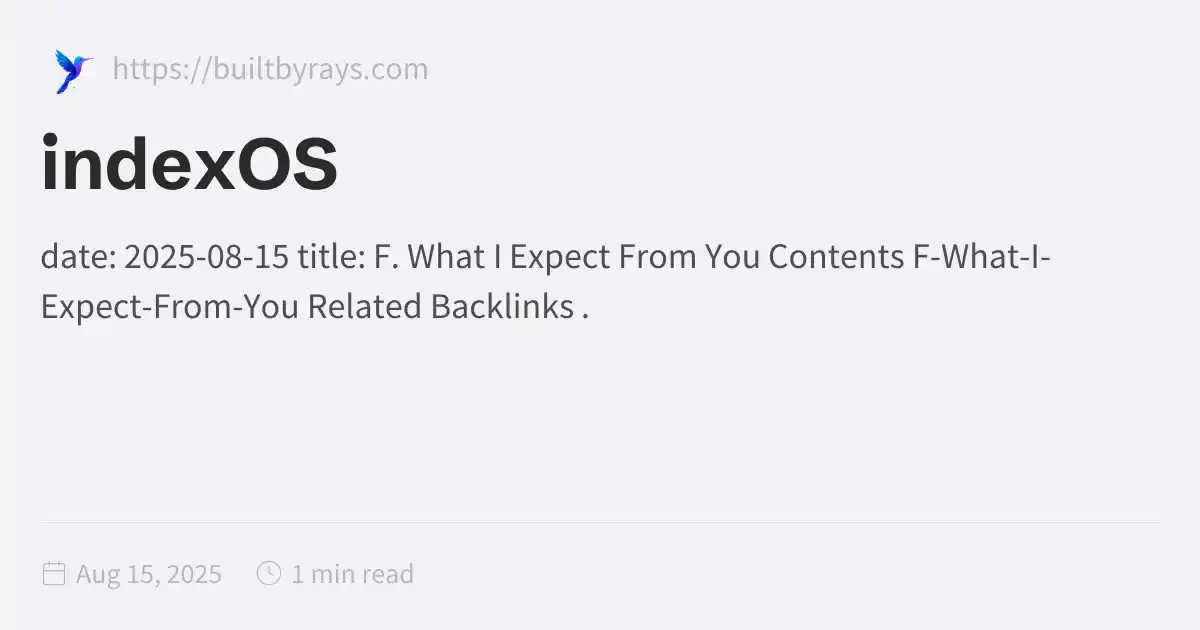 https://builtbyrays.com
indexOS
date: 2025-08-15 title: F. What I Expect From You Contents F-What-I-
Expect-From-You Related Backlinks .
Aug 15, 2025 1 min read